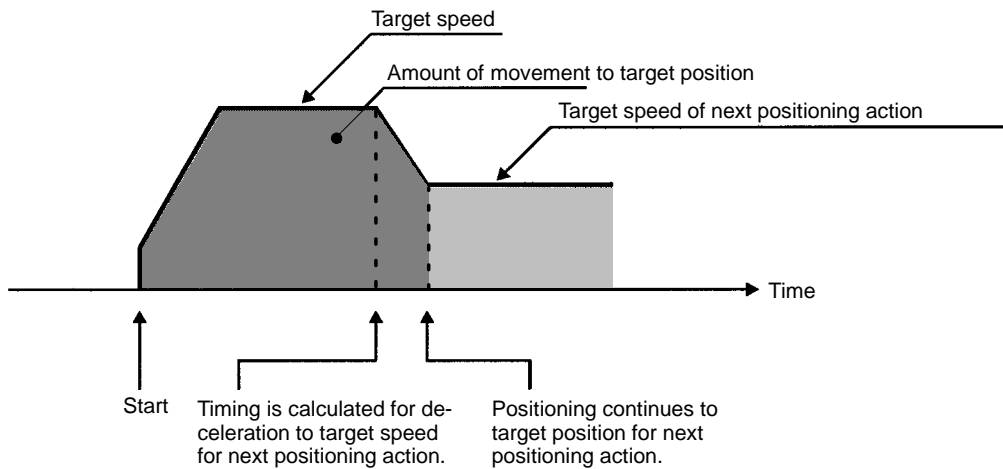 Target speed
Amount of movement to target position
Target speed of next positioning action
Time
Start
Timing is calculated for de-
celeration to target speed
for next positioning action.
Positioning continues to
target position for next
positioning action.